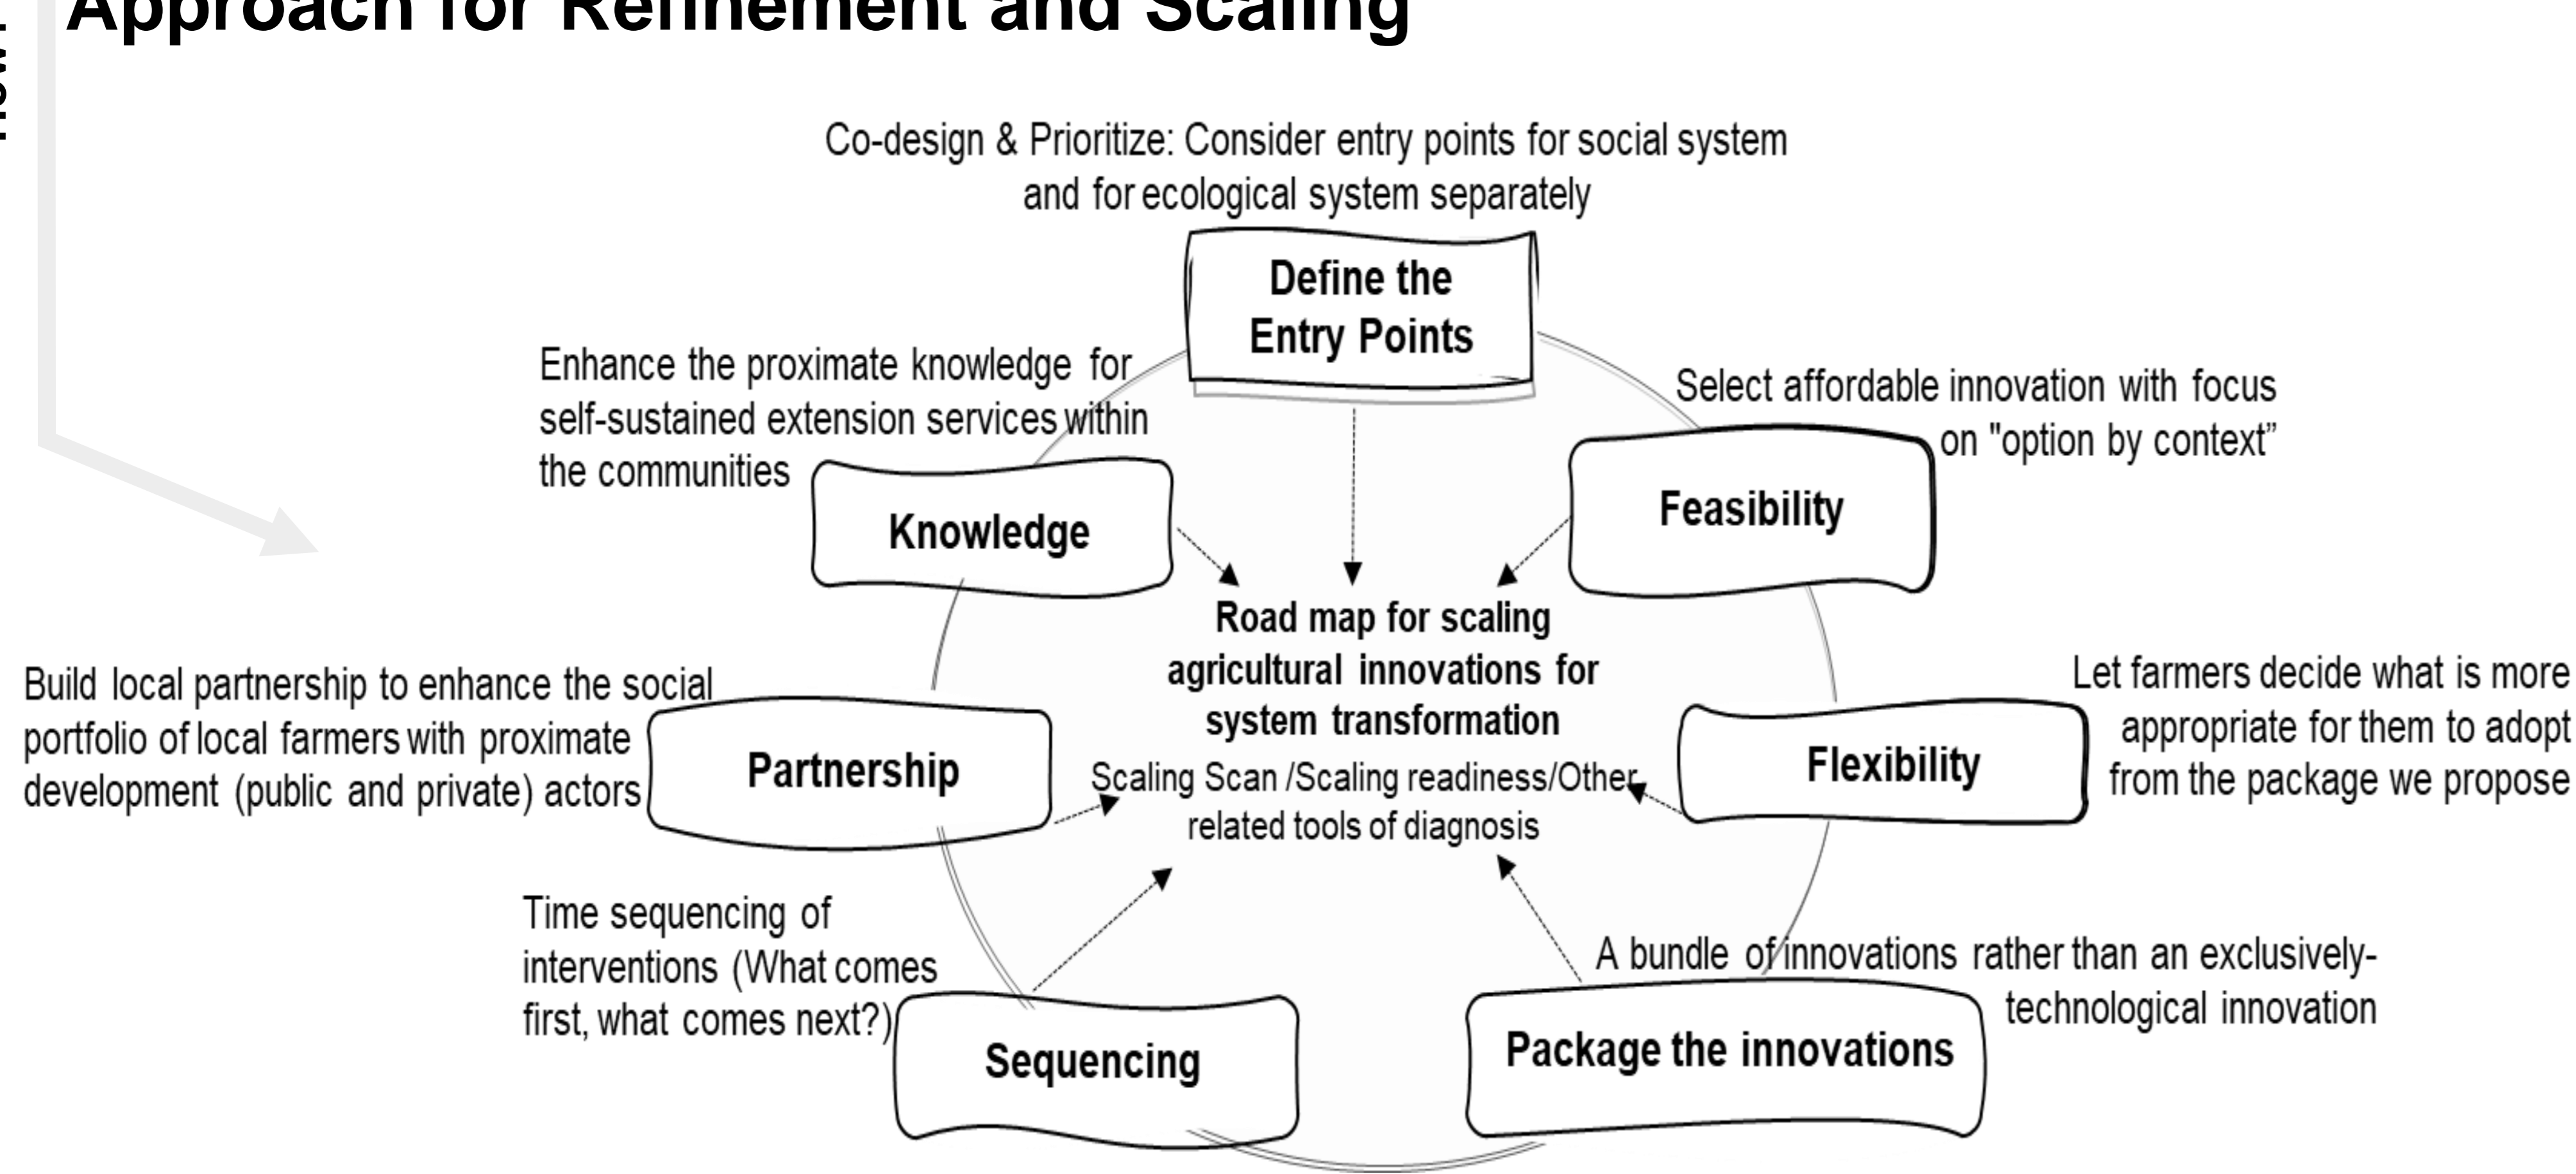 Approach for Refinement and Scaling
Co-design & Prioritize: Consider entry points for social system
and for ecological system separately
Define the
Entry Points
Enhance the proximate knowledge for
self-sustained extension services within
the communities
Knowledge
Select affordable innovation with focus
on "option by context”
Feasibility
Road map for scaling
agricultural innovations for
system transformation
Scaling Scan /Scaling readiness/Other
related tools of diagnosis
Build local partnership to enhance the social
portfolio of local farmers with proximate
development (public and private) actors
Partnership
Let farmers decide what is more
appropriate for them to adopt
from the package we propose
Flexibility
Time sequencing of
interventions (What comes
first, what comes next?)
Sequencing
A bundle of innovations rather than an exclusively-
technological innovation
Package the innovations